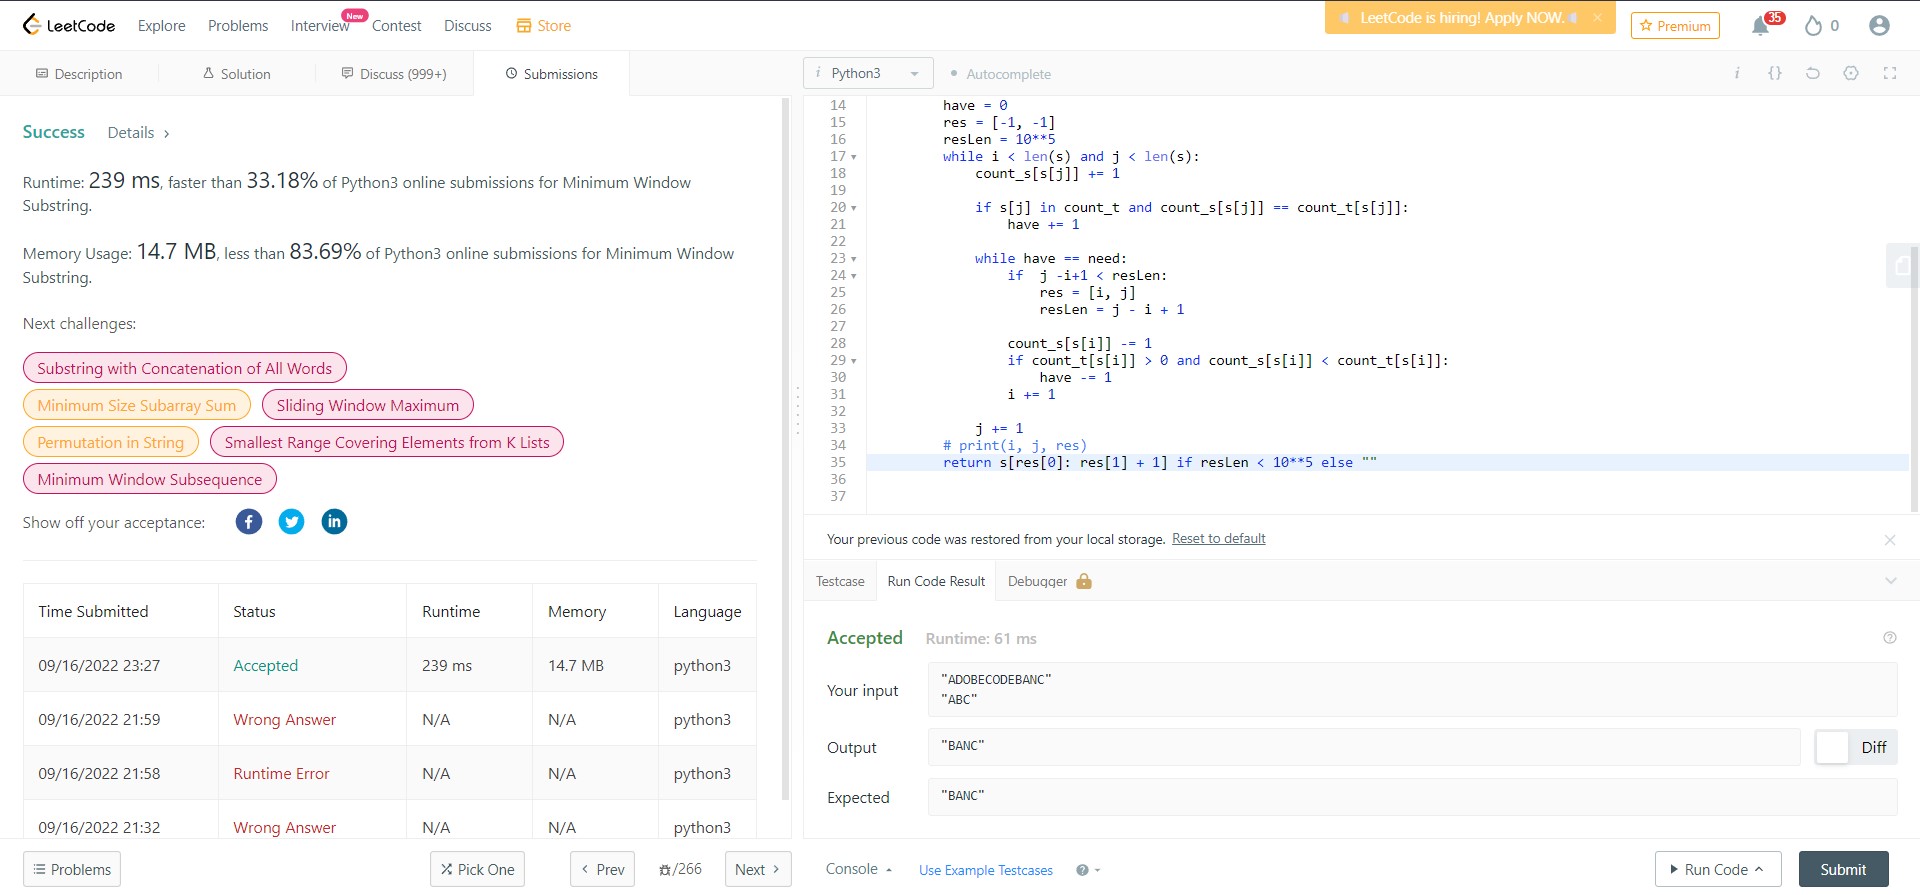 LeetCode Explore Problems Interview New Contest Discuss Store LeetCode is hiring! Apply NOW. × Premium 35 0
Description Solution Discuss (999+) Submissions
i Python3 Autocomplete i {}
Success Details >
Runtime: 239 ms, faster than 33.18% of Python3 online submissions for Minimum Window
Substring.
Memory Usage: 14.7 MB, less than 83.69% of Python3 online submissions for Minimum Window
Substring.
Next challenges:
Substring with Concatenation of All Words
Minimum Size Subarray Sum Sliding Window Maximum
Permutation in String Smallest Range Covering Elements from K Lists
Minimum Window Subsequence
Show off your acceptance: f in
Time Submitted Status Runtime Memory Language
09/16/2022 23:27 Accepted 239 ms 14.7 MB python3
09/16/2022 21:59 Wrong Answer N/A N/A python3
09/16/2022 21:58 Runtime Error N/A N/A python3
09/16/2022 21:32 Wrong Answer N/A N/A python3
Problems Pick One < Prev /266 Next >
14 have = 0
15 res = [-1, -1]
16 resLen = 10**5
17 while i < len(s) and j < len(s):
18 count_s[s[j]] += 1
19
20 if s[j] in count_t and count_s[s[j]] == count_t[s[j]]:
21 have += 1
22
23 while have == need:
24 if  j -i+1 < resLen:
25 res = [i, j]
26 resLen = j - i + 1
27
28 count_s[s[i]] -= 1
29 if count_t[s[i]] > 0 and count_s[s[i]] < count_t[s[i]]:
30 have -= 1
31 i += 1
32
33 j += 1
34 # print(i, j, res)
35 return s[res[0]: res[1] + 1] if resLen < 10**5 else ""
36
37
Your previous code was restored from your local storage. Reset to default
Testcase Run Code Result Debugger
Accepted Runtime: 61 ms
Your input
"ADOBECODEBANC"
"ABC"
Output "BANC" Diff
Expected "BANC"
Console Use Example Testcases ? Run Code Submit